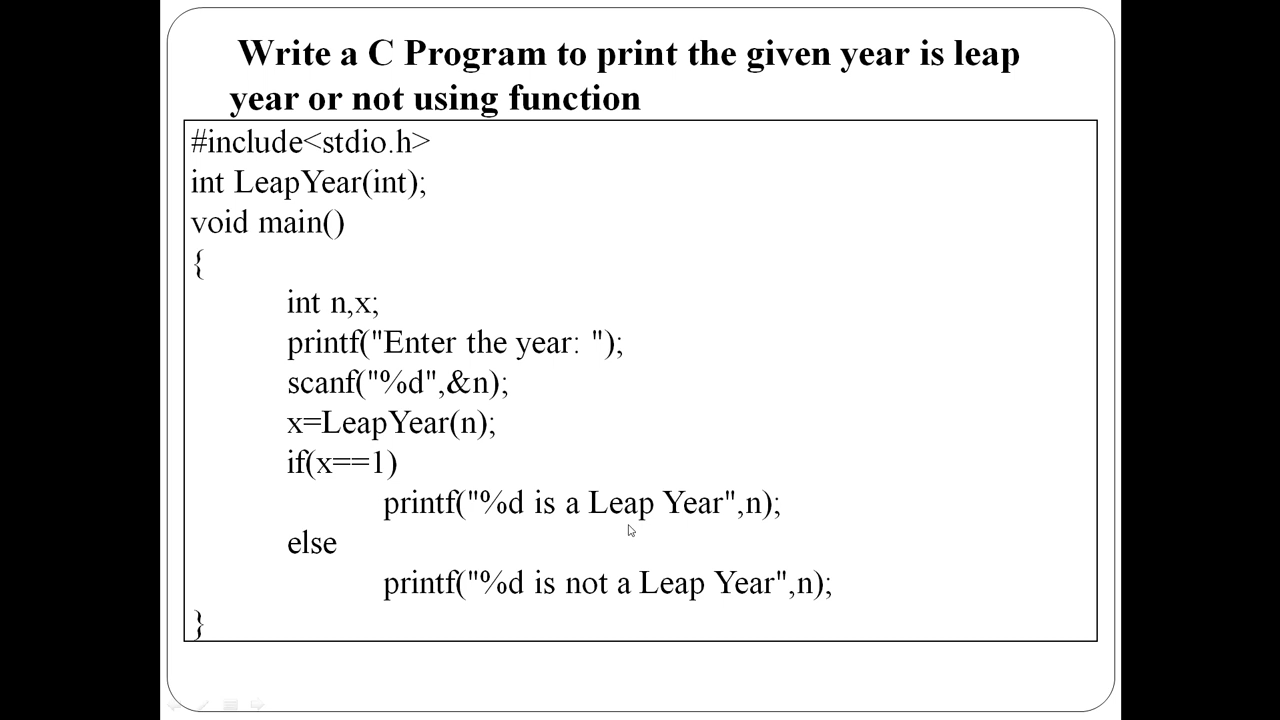 Write a C Program to print the given year is leap
year or not using function
#include<stdio.h>
int LeapYear(int);
void main()
{
int n,x;
printf("Enter the year: ");
scanf("%d",&n);
x=LeapYear(n);
if(x==1)
printf("%d is a Leap Year",n);
else
printf("%d is not a Leap Year",n);
}